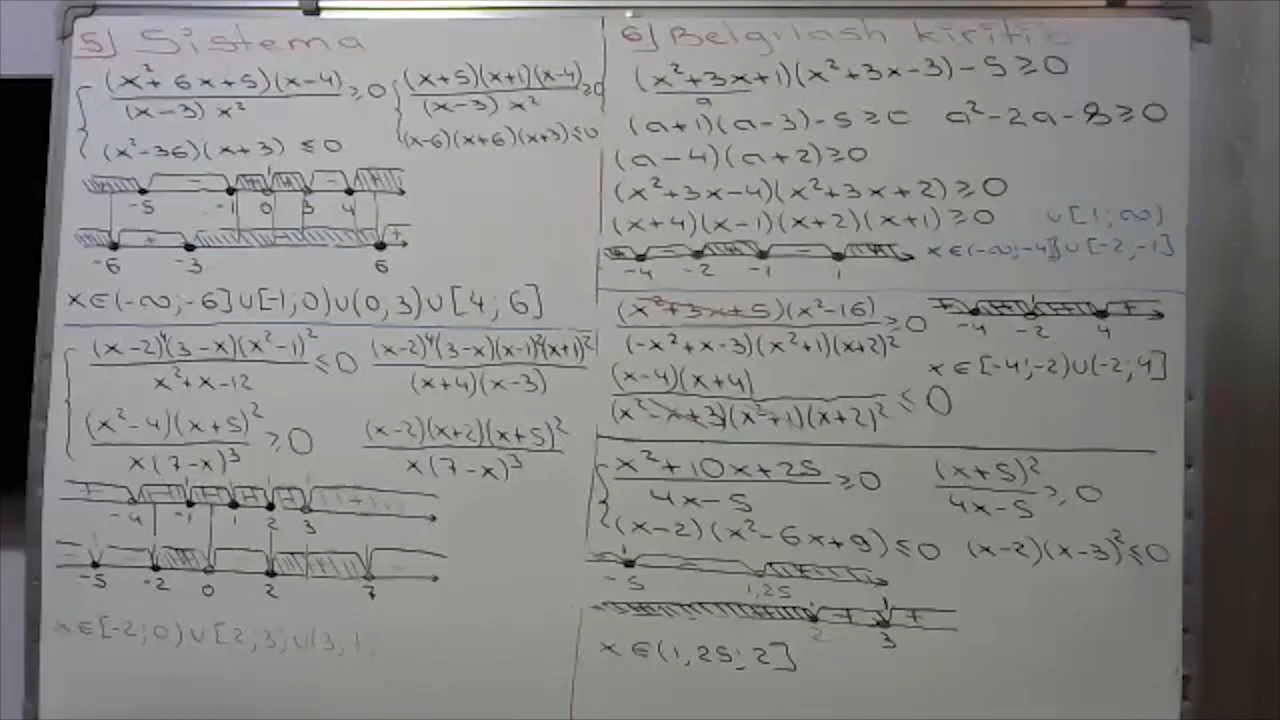 5) Sistema
(x²+6x+5)(x-4)/(x-3)x² ≥0 (x+5)(x+1)(x-4)/(x-3)x² ≥0
(x²-36)(x+3) ≤0 (x-6)(x+6)(x+3) ≤0
+ - + + - +
-5 -1 0 3 4
- + - +
-6 -3 6
x∈(-∞;-6]∪[-1;0)∪(0,3)∪[4;6]
(x-2)⁴(3-x)(x²-1)²/x²+x-12 ≤0 (x-2)⁴(3-x)(x-1)²(x+1)²/(x+4)(x-3)
(x²-4)(x+5)²/x(7-x)³ ≥0 (x-2)(x+2)(x+5)²/x(7-x)³
-4 -1 1 2 3
-5 -2 0 2 7
x∈[-2;0)∪[2;3)∪(3,
6) Belgilash
(x²+3x+1)(x²+3x-3)-5≥0
a
(a+1)(a-3)-5≥0 a²-2a-8≥0
(a-4)(a+2)≥0
(x²+3x-4)(x²+3x+2)≥0
(x+4)(x-1)(x+2)(x+1)≥0 ∪[1;∞)
x∈(-∞;-4]∪[-2;-1]
-4 -2 -1 1
(x²+3x+5)(x²-16)/(-x²+x-3)(x²+1)(x+2)² ≥0
-4 -2 4
(x-4)(x+4)/(x²-x+3)(x²+1)(x+2)² ≤0
x∈[-4;-2)∪(-2;4]
x²+10x+25/4x-5 ≥0 (x+5)²/4x-5 ≥0
(x-2)(x²-6x+9)≤0 (x-2)(x-3)²≤0
-5 1,25
2 3
x∈(1,25;2]